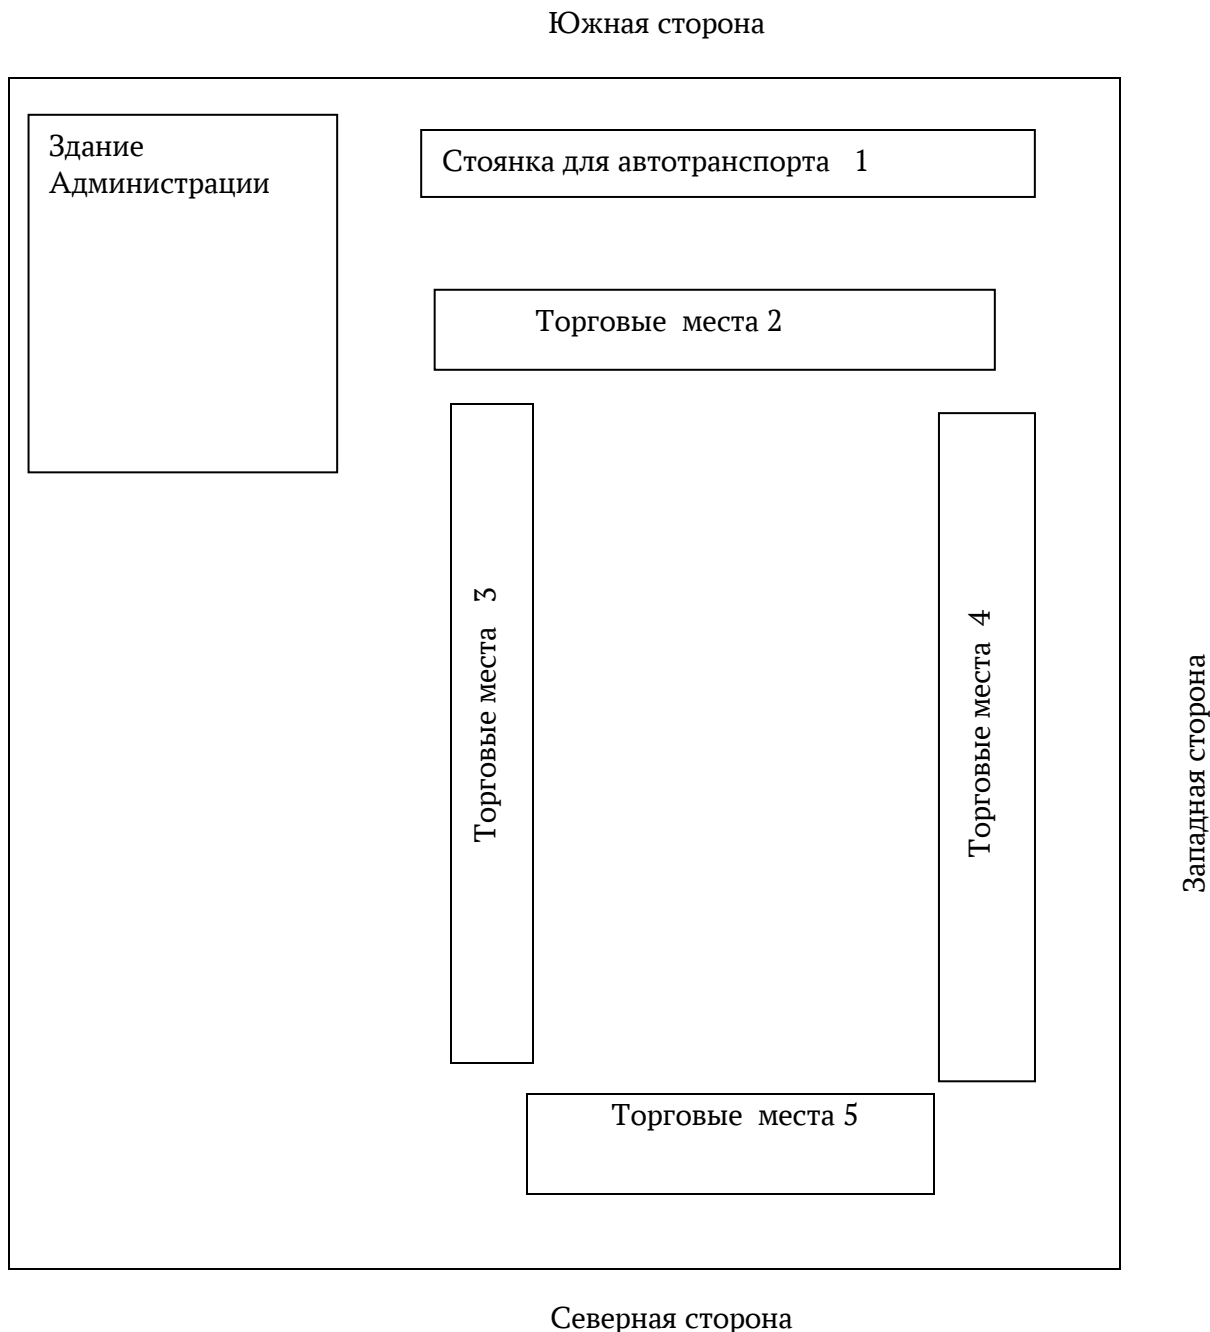 Южная сторона
Здание
Администрации
Стоянка для автотранспорта 1
Торговые места 2
Торговые места 3
Торговые места 4
Западная сторона
Торговые места 5
Северная сторона